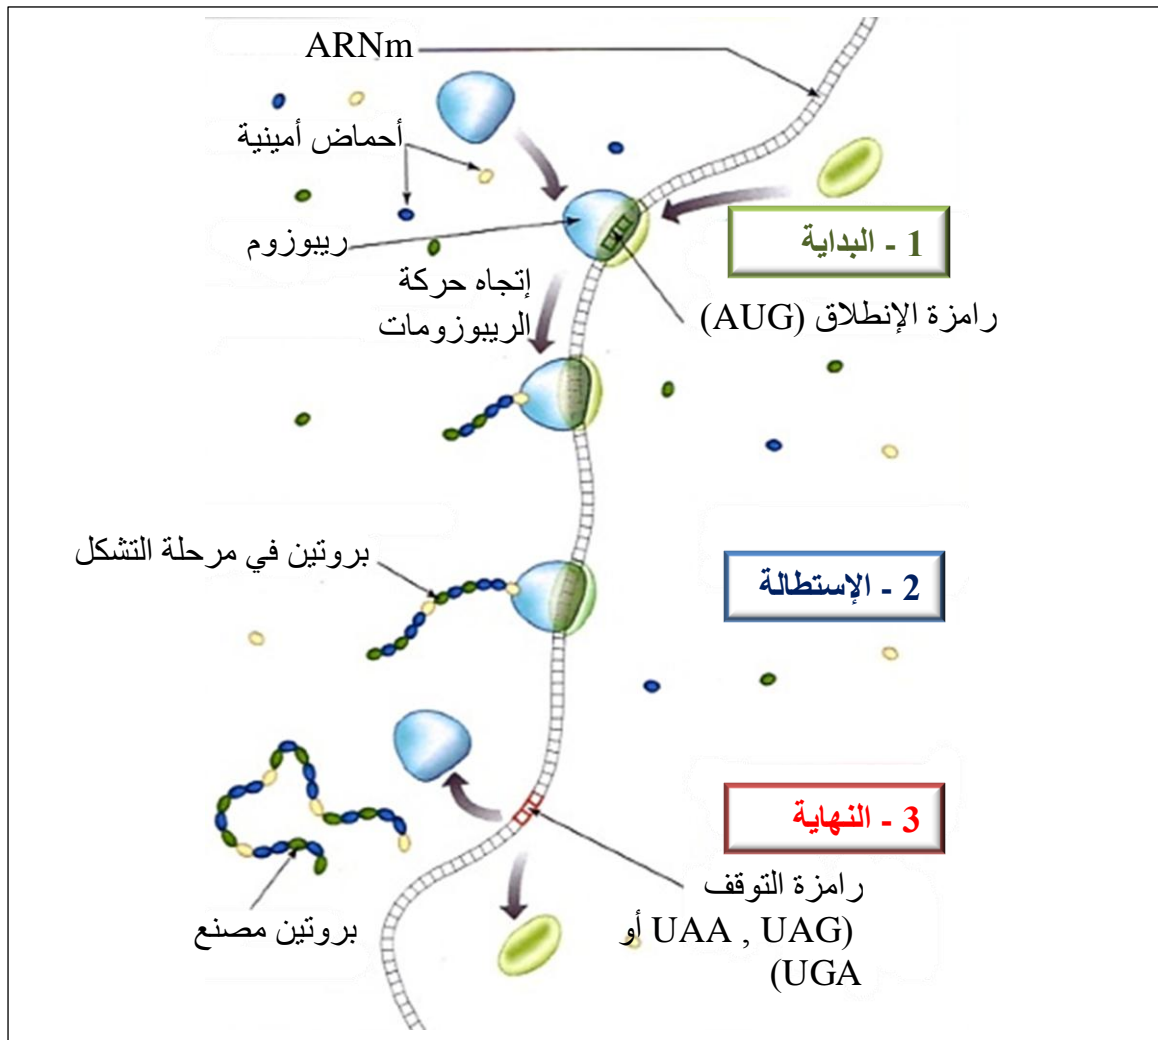 ARNm
أحماض أمينية
ريبوزوم
1 - البداية
إتجاه حركة
الريبوزومات
رامزة الإنطلاق (AUG)
بروتين في مرحلة التشكل
2 - الإستطالة
3 - النهاية
رامزة التوقف
(UAA , UAG أو
UGA)
بروتين مصنع